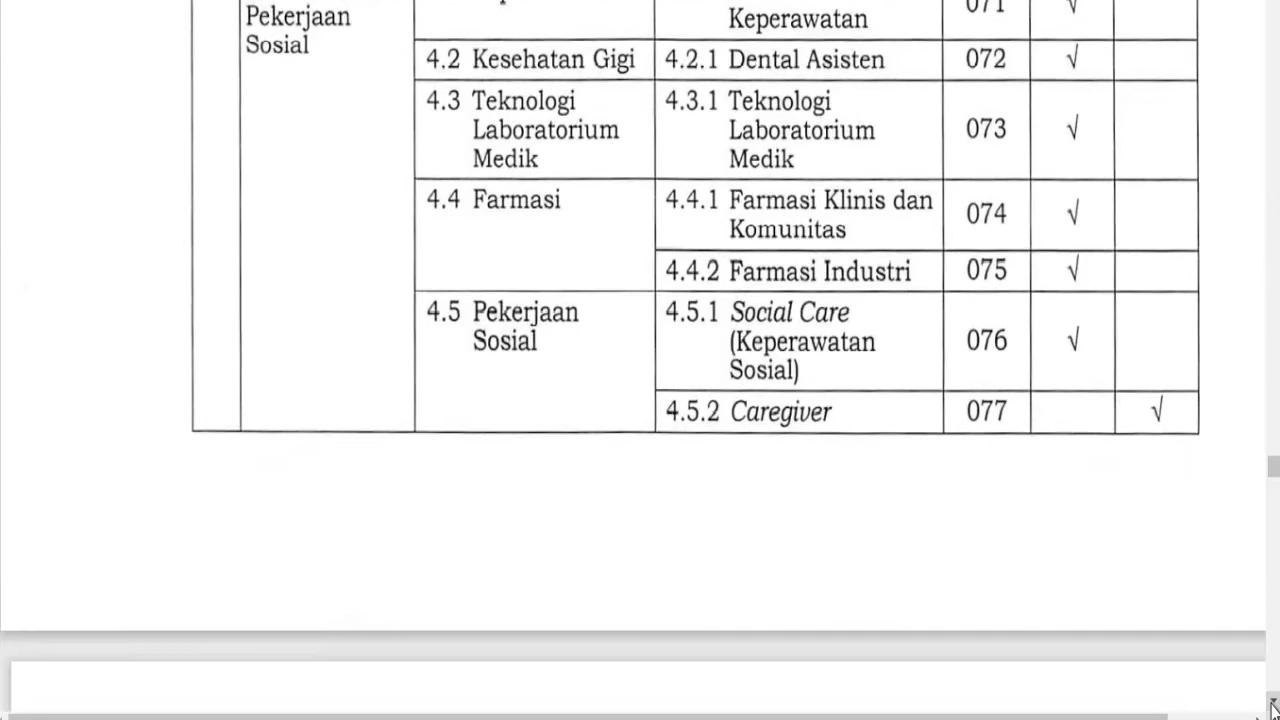 Pekerjaan
Sosial
Keperawatan
071
√
4.2 Kesehatan Gigi
4.2.1 Dental Asisten
072
√
4.3 Teknologi
Laboratorium
Medik
4.3.1 Teknologi
Laboratorium
Medik
073
√
4.4 Farmasi
4.4.1 Farmasi Klinis dan
Komunitas
074
√
4.4.2 Farmasi Industri
075
√
4.5 Pekerjaan
Sosial
4.5.1 Social Care
(Keperawatan
Sosial)
076
√
4.5.2 Caregiver
077
√